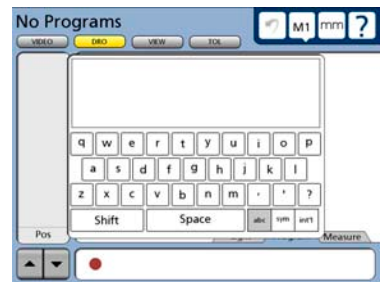 No Programs
M1 mm ?
VIDEO DRO VIEW TOL
q w e r t y u i o p
a s d f g h j k l
z x c v b n m . ' ?
Shift Space abc sym int'l
Pos Measure